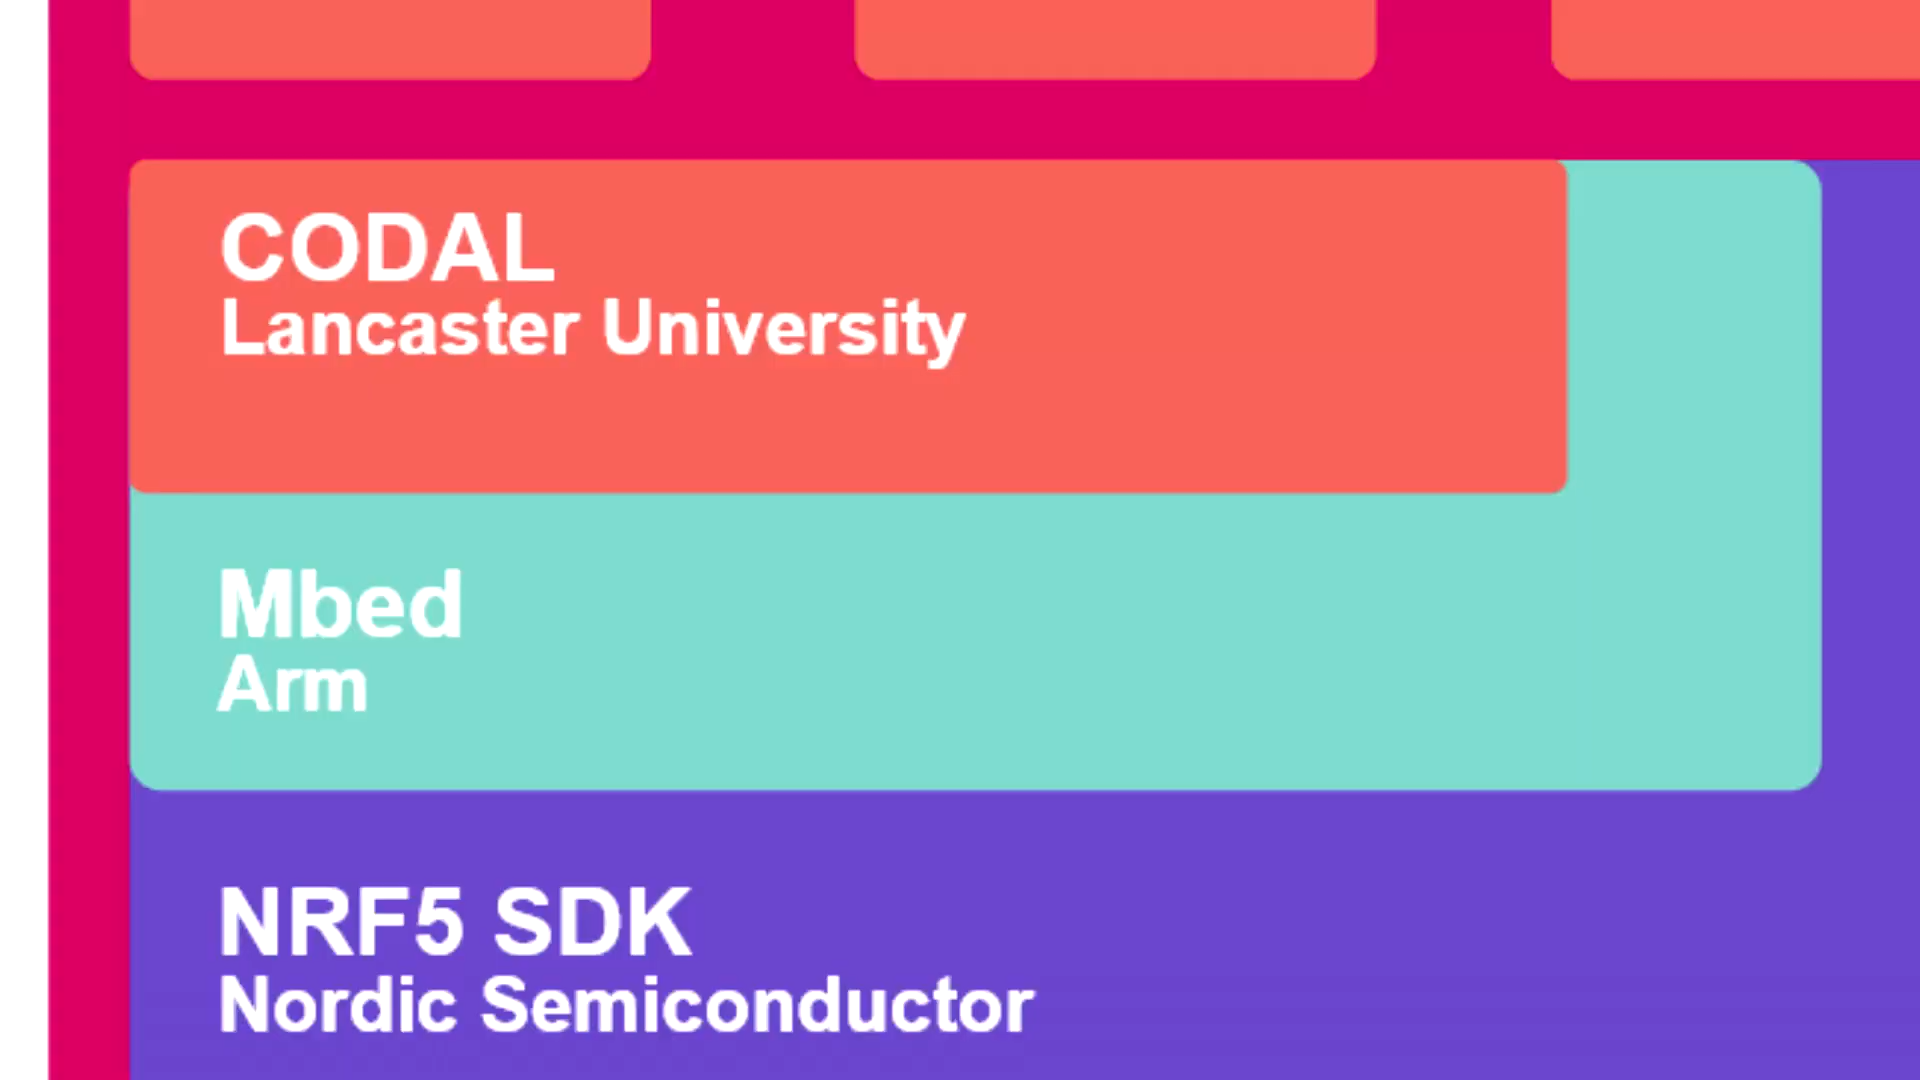 CODAL
Lancaster University
Mbed
Arm
NRF5 SDK
Nordic Semiconductor